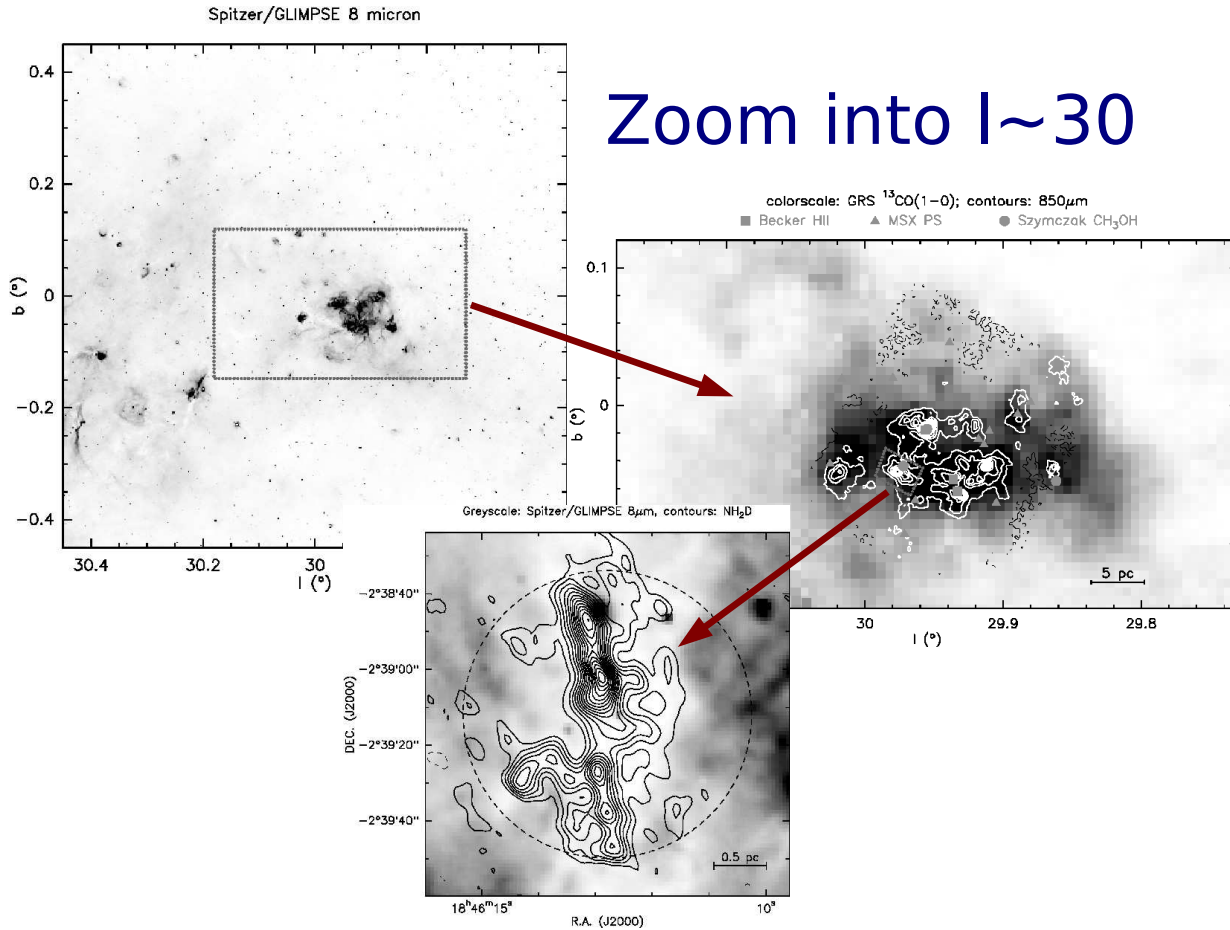 Spitzer/GLIMPSE 8 micron
Zoom into l~30
0.4
0.2
0
−0.2
−0.4
b (°)
30.4
30.2
30
l (°)
colorscale: GRS ¹³CO(1−0); contours: 850μm
Becker HII
MSX PS
Szymczak CH₃OH
0.1
0
b (°)
5 pc
30
29.9
29.8
l (°)
Greyscale: Spitzer/GLIMPSE 8μm, contours: NH₂D
−2°38'40"
−2°39'00"
−2°39'20"
−2°39'40"
DEC. (J2000)
0.5 pc
18ʰ46ᵐ15ˢ
10ˢ
R.A. (J2000)